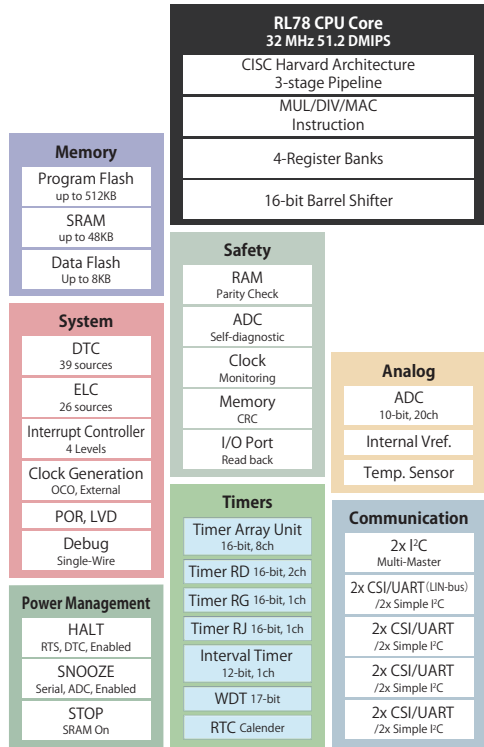 RL78 CPU Core
32 MHz 51.2 DMIPS
CISC Harvard Architecture
3-stage Pipeline
MUL/DIV/MAC
Instruction
4-Register Banks
16-bit Barrel Shifter
Memory
Program Flash
up to 512KB
SRAM
up to 48KB
Data Flash
Up to 8KB
System
DTC
39 sources
ELC
26 sources
Interrupt Controller
4 Levels
Clock Generation
OCO, External
POR, LVD
Debug
Single-Wire
Power Management
HALT
RTS, DTC, Enabled
SNOOZE
Serial, ADC, Enabled
STOP
SRAM On
Safety
RAM
Parity Check
ADC
Self-diagnostic
Clock
Monitoring
Memory
CRC
I/O Port
Read back
Timers
Timer Array Unit
16-bit, 8ch
Timer RD 16-bit, 2ch
Timer RG 16-bit, 1ch
Timer RJ 16-bit, 1ch
Interval Timer
12-bit, 1ch
WDT 17-bit
RTC Calender
Analog
ADC
10-bit, 20ch
Internal Vref.
Temp. Sensor
Communication
2x I²C
Multi-Master
2x CSI/UART (LIN-bus)
/2x Simple I²C
2x CSI/UART
/2x Simple I²C
2x CSI/UART
/2x Simple I²C
2x CSI/UART
/2x Simple I²C